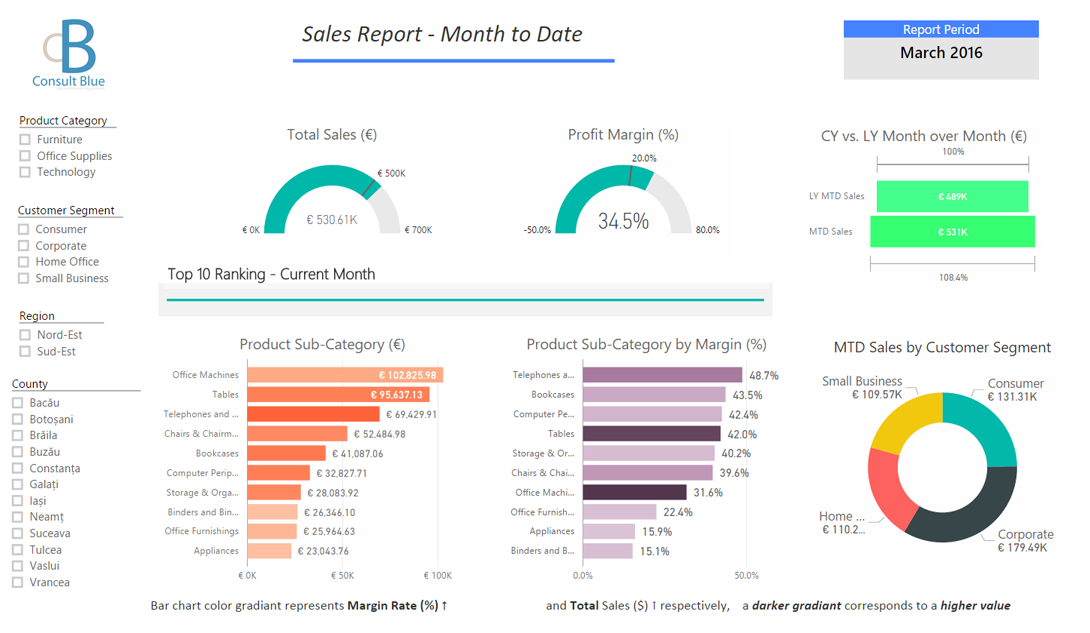 Sales Report - Month to Date
Report Period
March 2016
B
Consult Blue
Product Category
Furniture
Office Supplies
Technology
Customer Segment
Consumer
Corporate
Home Office
Small Business
Region
Nord-Est
Sud-Est
County
Bacău
Botoșani
Brăila
Buzău
Constanța
Galați
Iași
Neamț
Suceava
Tulcea
Vaslui
Vrancea
Total Sales (€)
€ 500K
€ 530.61K
€ 0K
€ 700K
Profit Margin (%)
20.0%
34.5%
-50.0%
80.0%
CY vs. LY Month over Month (€)
100%
LY MTD Sales € 489K
MTD Sales € 531K
108.4%
Top 10 Ranking - Current Month
Product Sub-Category (€)
Office Machines € 102,825.98
Tables € 95,637.13
Telephones and ... € 69,429.91
Chairs & Chairm... € 52,484.98
Bookcases € 41,087.06
Computer Perip... € 32,827.71
Storage & Orga... € 28,083.92
Binders and Bin... € 26,346.10
Office Furnishings € 25,964.63
Appliances € 23,043.76
€ 0K € 50K € 100K
Product Sub-Category by Margin (%)
Telephones a... 48.7%
Bookcases 43.5%
Computer Pe... 42.4%
Tables 42.0%
Storage & Or... 40.2%
Chairs & Chai... 39.6%
Office Machi... 31.6%
Office Furnish... 22.4%
Appliances 15.9%
Binders and B... 15.1%
0.0% 50.0%
MTD Sales by Customer Segment
Small Business
€ 109.57K
Consumer
€ 131.31K
Home ...
€ 110.2...
Corporate
€ 179.49K
Bar chart color gradiant represents Margin Rate (%) ↑ and Total Sales ($) ↑ respectively, a darker gradiant corresponds to a higher value